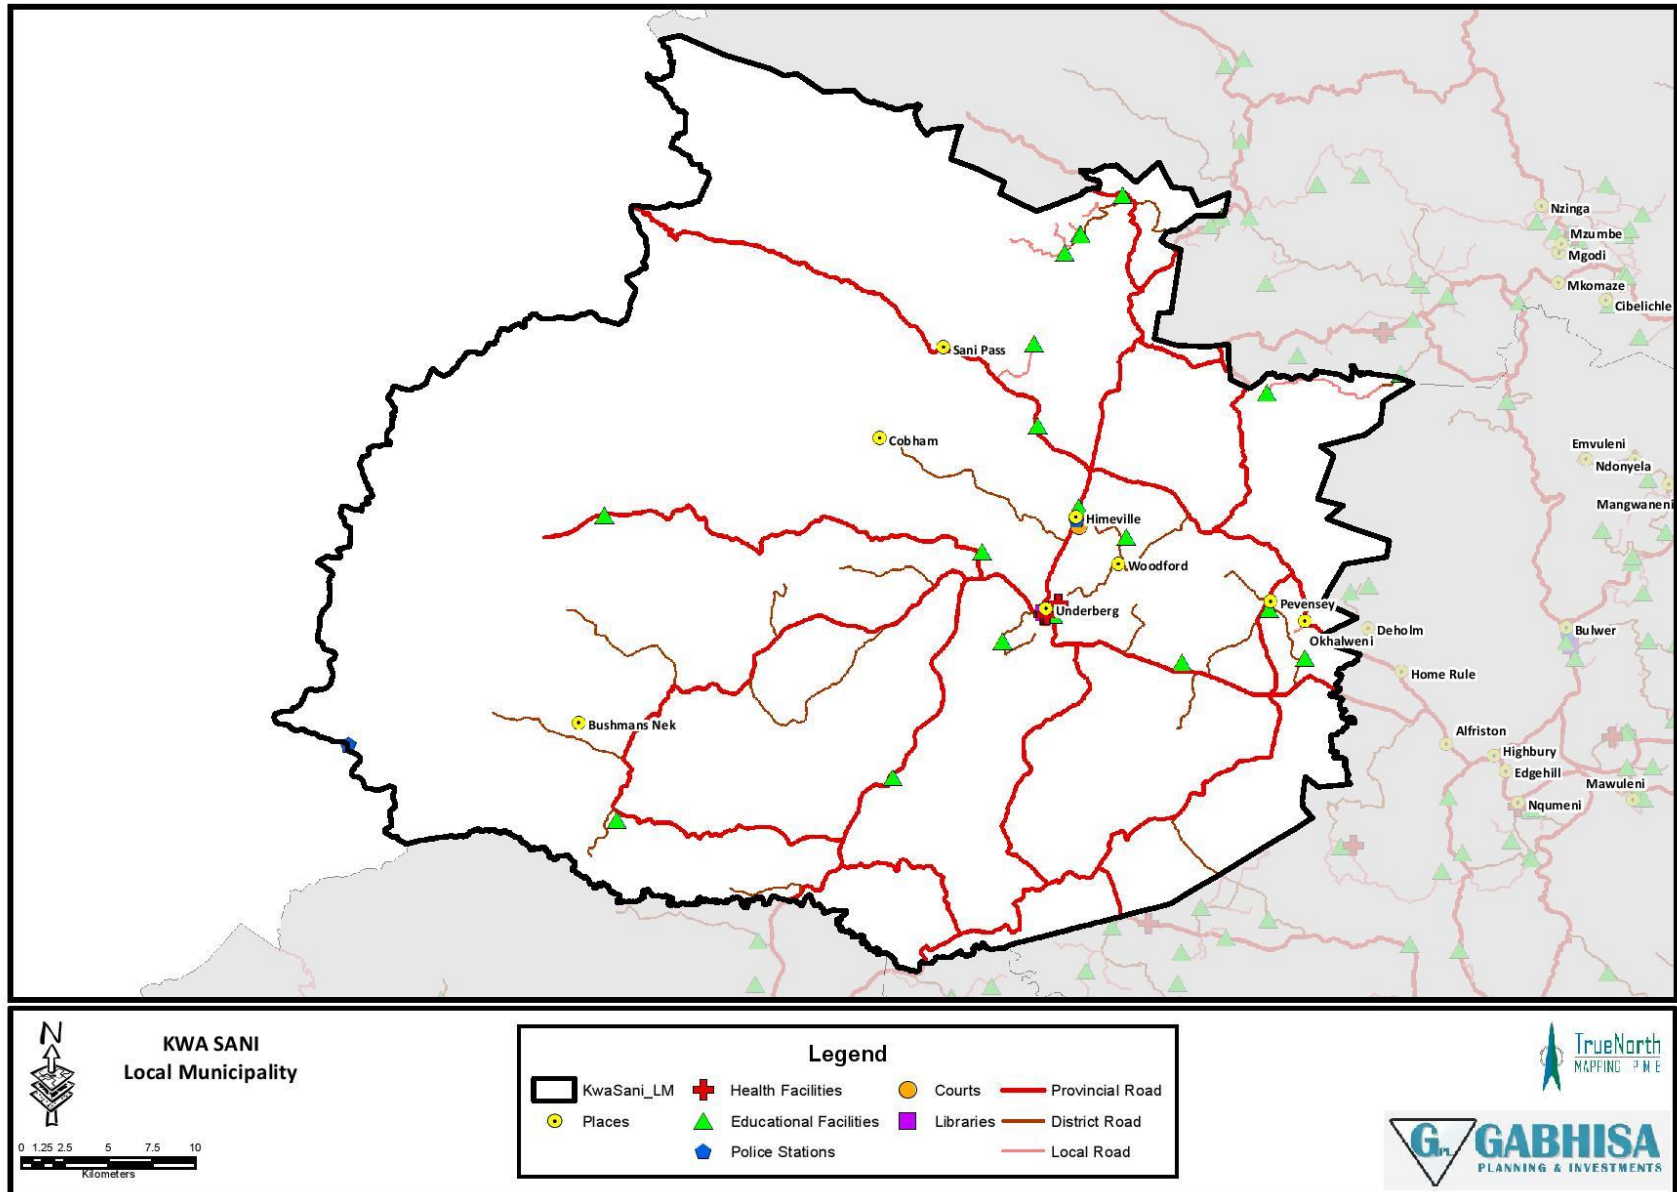 Nzinga
Mzumbe
Mgodi
Mkomaze
Cibelichle
Sani Pass
Cobham
Emvuleni
Ndonyela
Mangwaneni
Himeville
Woodford
Underberg
Pevensey
Okhalweni
Deholm
Bulwer
Home Rule
Bushmans Nek
Alfriston
Highbury
Edgehill
Mawuleni
Nqumeni
N
KWA SANI
Local Municipality
0 1.25 2.5 5 7.5 10
Kilometers
Legend
KwaSani_LM
Health Facilities
Courts
Provincial Road
Places
Educational Facilities
Libraries
District Road
Police Stations
Local Road
TrueNorth
MAPPING
GABHISA
PLANNING & INVESTMENTS